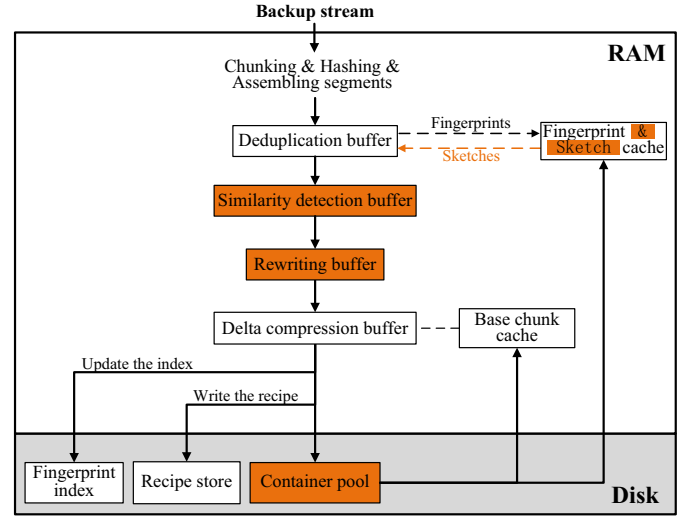 Backup stream
RAM
Chunking & Hashing &
Assembling segments
Fingerprints
Deduplication buffer
Fingerprint &
Sketch cache
Sketches
Similarity detection buffer
Rewriting buffer
Delta compression buffer
Base chunk
cache
Update the index
Write the recipe
Fingerprint
index
Recipe store
Container pool
Disk